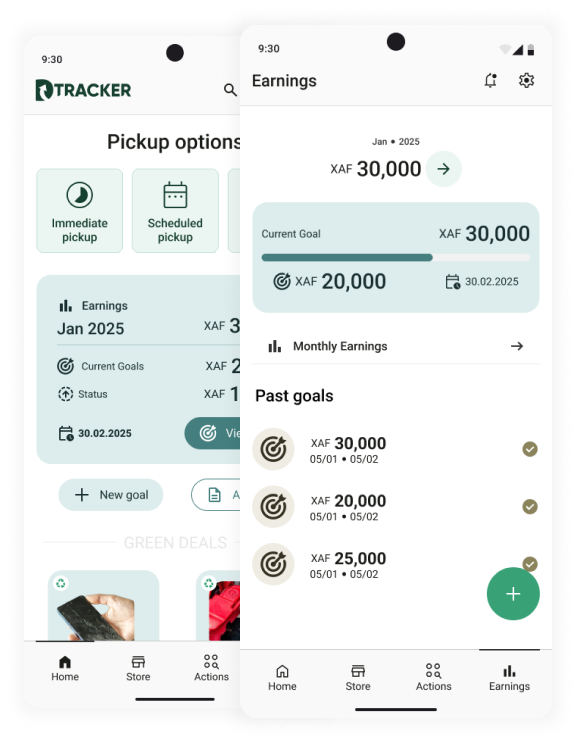 9:30
TRACKER
Pickup options
Immediate
pickup
Scheduled
pickup
Earnings
Jan 2025
XAF 3
Current Goals
XAF 2
Status
XAF 1
30.02.2025
Vie
New goal
A
GREEN DEALS
Home
Store
Actions
9:30
Earnings
Jan • 2025
XAF 30,000
Current Goal
XAF 30,000
XAF 20,000
30.02.2025
Monthly Earnings
Past goals
XAF 30,000
05/01 • 05/02
XAF 20,000
05/01 • 05/02
XAF 25,000
05/01 • 05/02
Home
Store
Actions
Earnings